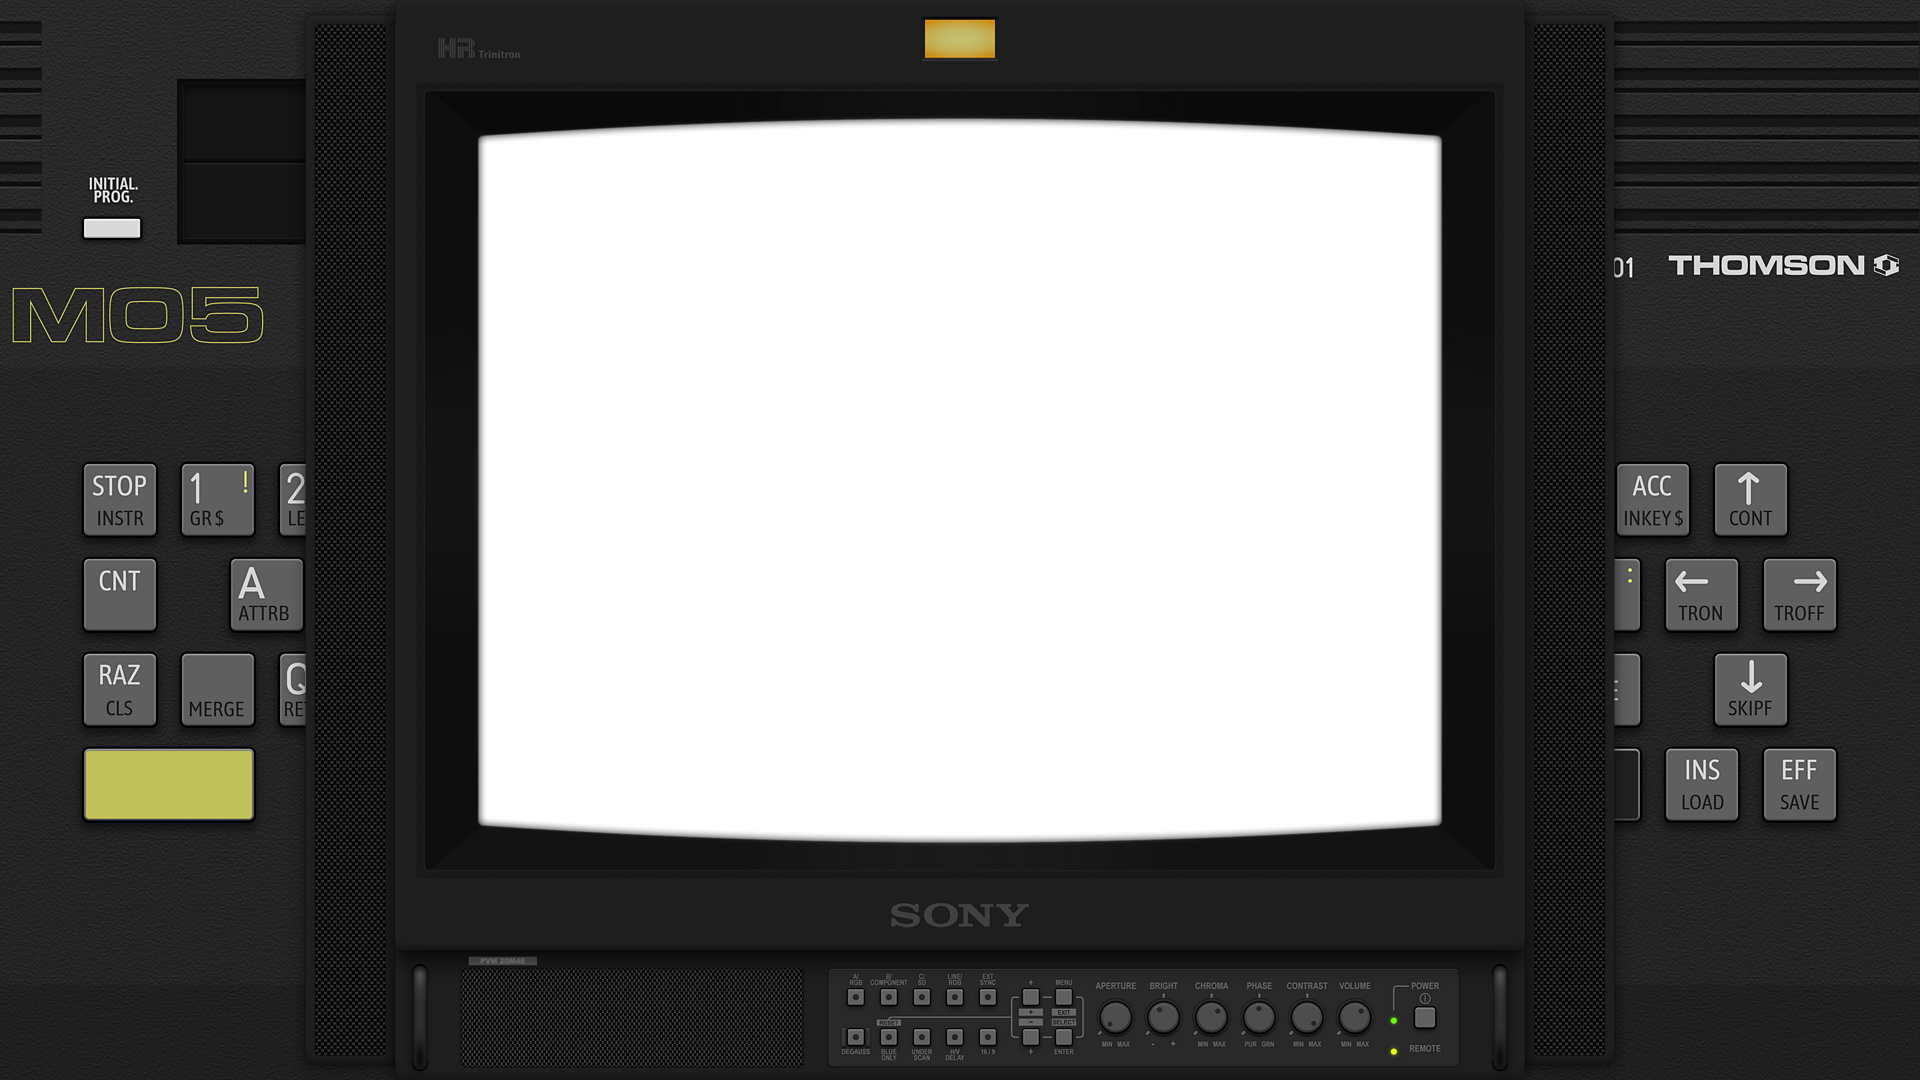 HR Trinitron
INITIAL.
PROG.
MO5
01 THOMSON
STOP
INSTR
1 !
GR $
2
LE
ACC
INKEY $
↑
CONT
CNT
A
ATTRB
:
←
TRON
→
TROFF
RAZ
CLS
MERGE
Q
RE
↓
SKIPF
INS
LOAD
EFF
SAVE
SONY
PVM 20M4E
A/
RGB
B/
COMPONENT
C/
SD
LINE/
RGB
EXT
SYNC
+
MENU
+
EXIT
−
SELECT
RESET
DEGAUSS
BLUE
ONLY
UNDER
SCAN
H/V
DELAY
16 / 9
+
ENTER
APERTURE BRIGHT CHROMA PHASE CONTRAST VOLUME
MIN MAX - + MIN MAX PUR GRN MIN MAX MIN MAX
POWER
REMOTE